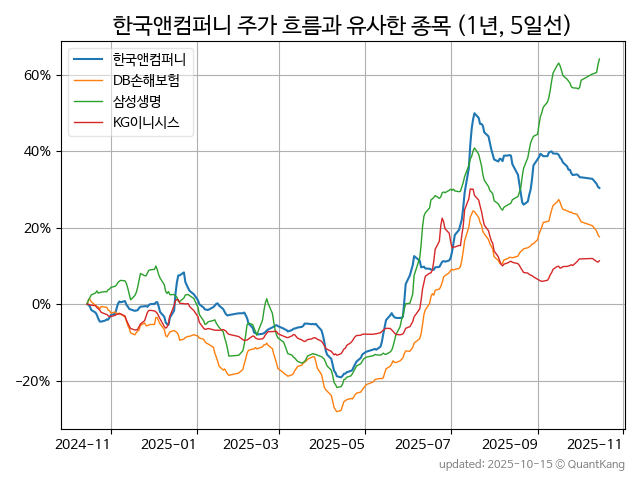 한국앤컴퍼니 주가 흐름과 유사한 종목 (1년, 5일선)
한국앤컴퍼니
DB손해보험
삼성생명
KG이니시스
60%
40%
20%
0%
−20%
2024-11
2025-01
2025-03
2025-05
2025-07
2025-09
2025-11
updated: 2025-10-15 © QuantKang